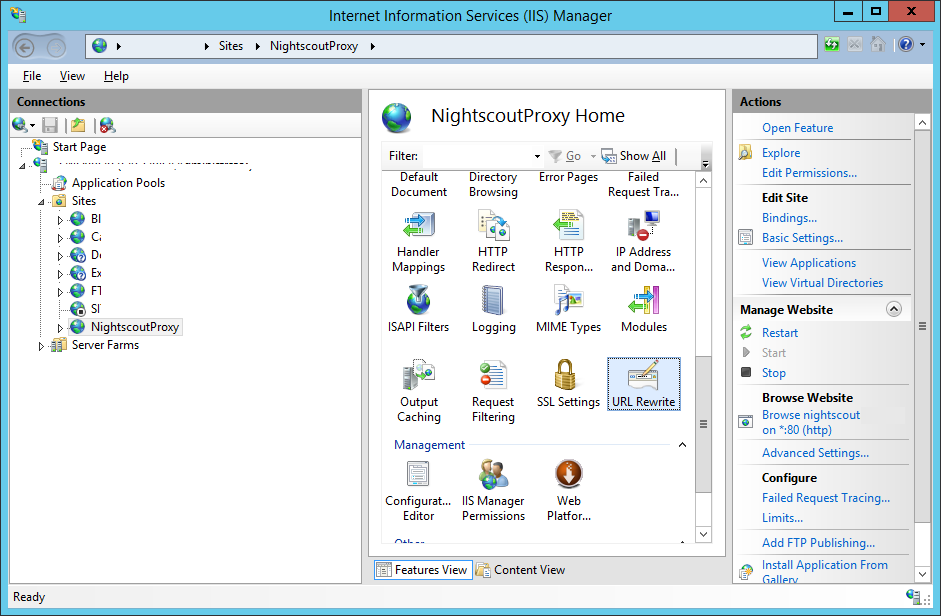 Internet Information Services (IIS) Manager
Sites
NightscoutProxy
File View Help
Connections
Start Page
Application Pools
Sites
BI
Ca
De
Ex
FT
NightscoutProxy
Server Farms
NightscoutProxy Home
Filter: Go Show All
Default
Document
Directory
Browsing
Error Pages
Failed
Request Tra...
Handler
Mappings
HTTP
Redirect
HTTP
Respon...
IP Address
and Doma...
ISAPI Filters
Logging
MIME Types
Modules
Output
Caching
Request
Filtering
SSL Settings
URL Rewrite
Management
Configurat...
Editor
IIS Manager
Permissions
Web
Platfor...
Other
Features View
Content View
Actions
Open Feature
Explore
Edit Permissions...
Edit Site
Bindings...
Basic Settings...
View Applications
View Virtual Directories
Manage Website
Restart
Start
Stop
Browse Website
Browse nightscout
on *:80 (http)
Advanced Settings...
Configure
Failed Request Tracing...
Limits...
Add FTP Publishing...
Install Application From
Gallery
Ready